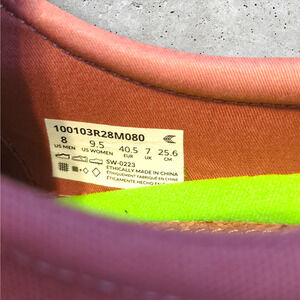 100103R28M080
8 9.5 40.5 7 25.6
US MEN US WOMEN EUR UK CM
SW-0223
ETHICALLY MADE IN CHINA
ÉTHIQUEMENT FABRIQUÉ EN CHINE
ÉTICAMENTE HECHO EN